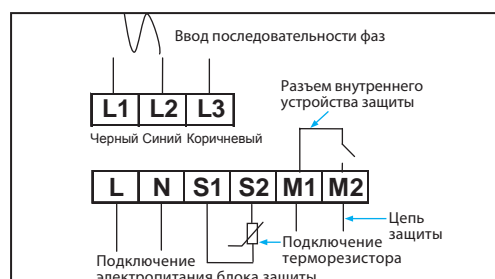 Ввод последовательности фаз
L1 L2 L3
Черный Синий Коричневый
Разъем внутреннего
устройства защиты
L N S1 S2 M1 M2
Цепь
защиты
Подключение
терморезистора
Подключение
электропитания блока защиты